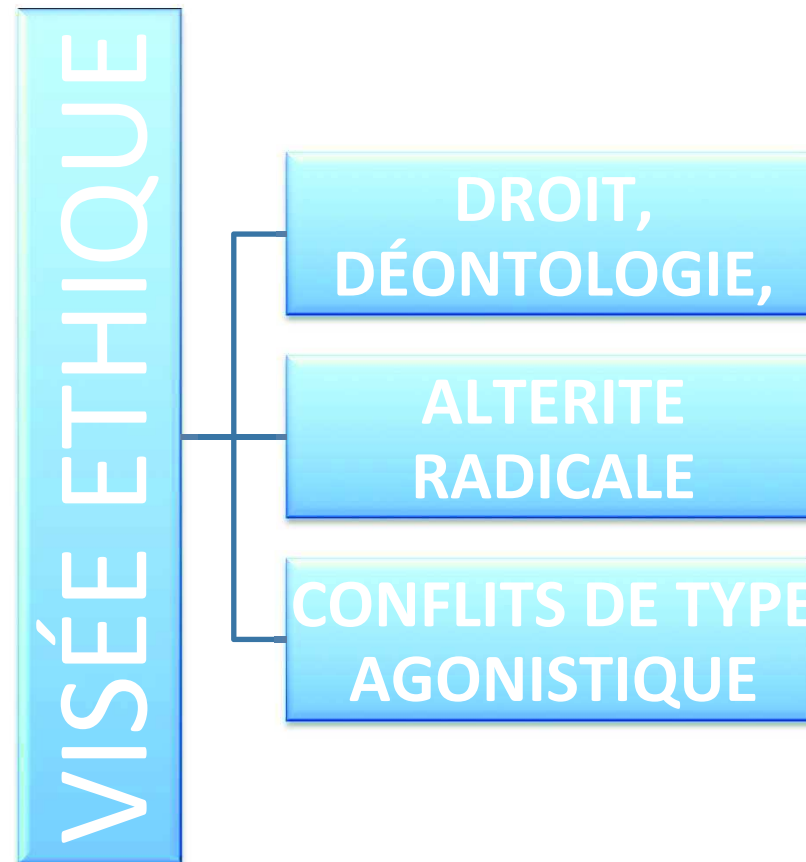 VISÉE ETHIQUE
DROIT,
DÉONTOLOGIE,
ALTERITE
RADICALE
CONFLITS DE TYPE
AGONISTIQUE